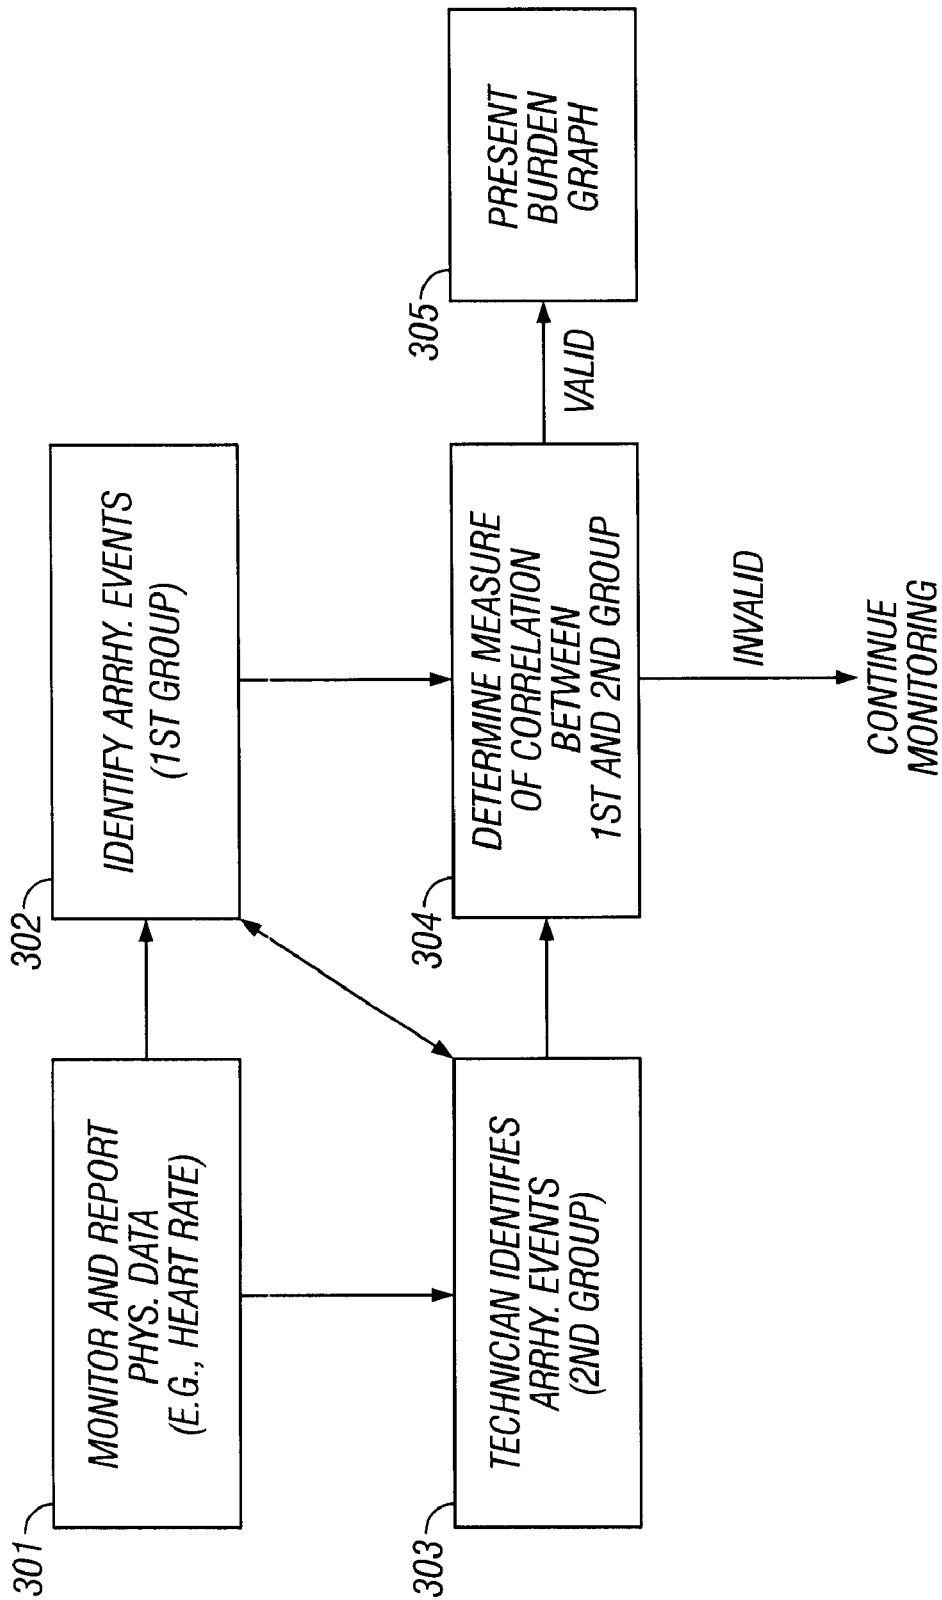 301
MONITOR AND REPORT
PHYS. DATA
(E.G., HEART RATE)
302
IDENTIFY ARRHY. EVENTS
(1ST GROUP)
303
TECHNICIAN IDENTIFIES
ARRHY. EVENTS
(2ND GROUP)
304
DETERMINE MEASURE
OF CORRELATION
BETWEEN
1ST AND 2ND GROUP
VALID
305
PRESENT
BURDEN
GRAPH
INVALID
CONTINUE
MONITORING